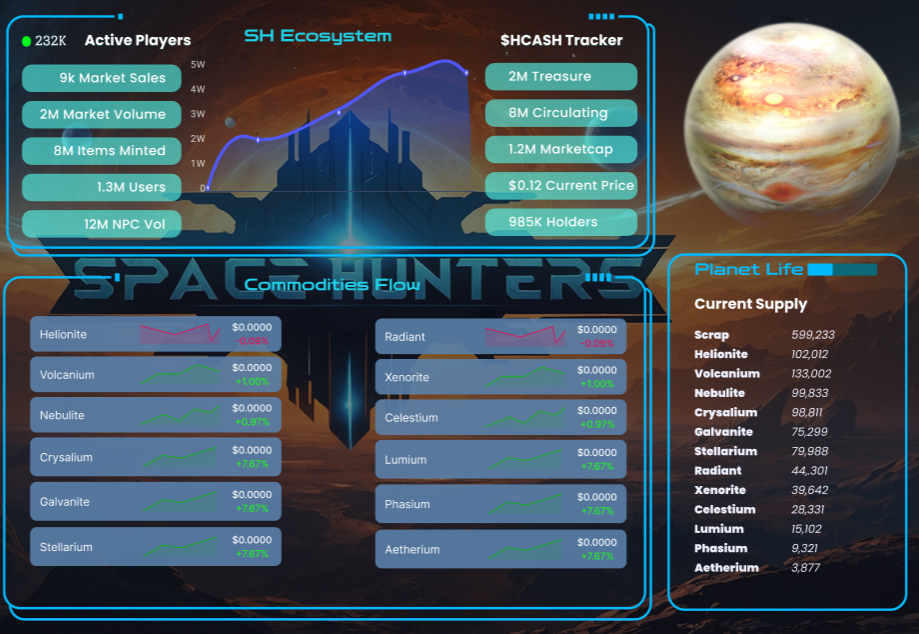 SH Ecosystem
232K Active Players
9k Market Sales
2M Market Volume
8M Items Minted
1.3M Users
12M NPC Vol
5W
4W
3W
2W
1W
0
$HCASH Tracker
2M Treasure
8M Circulating
1.2M Marketcap
$0.12 Current Price
985K Holders
SPACE HUNTERS
Commodities Flow
Helionite $0.0000
-0.09%
Volcanium $0.0000
+1.00%
Nebulite $0.0000
+0.97%
Crysalium $0.0000
+7.67%
Galvanite $0.0000
+7.67%
Stellarium $0.0000
+7.67%
Radiant $0.0000
-0.09%
Xenorite $0.0000
+1.00%
Celestium $0.0000
+0.97%
Lumium $0.0000
+7.67%
Phasium $0.0000
+7.67%
Aetherium $0.0000
+7.67%
Planet Life
Current Supply
Scrap 599,233
Helionite 102,012
Volcanium 133,002
Nebulite 99,833
Crysalium 98,811
Galvanite 75,299
Stellarium 79,988
Radiant 44,.301
Xenorite 39,642
Celestium 28,331
Lumium 15,102
Phasium 9,321
Aetherium 3,877